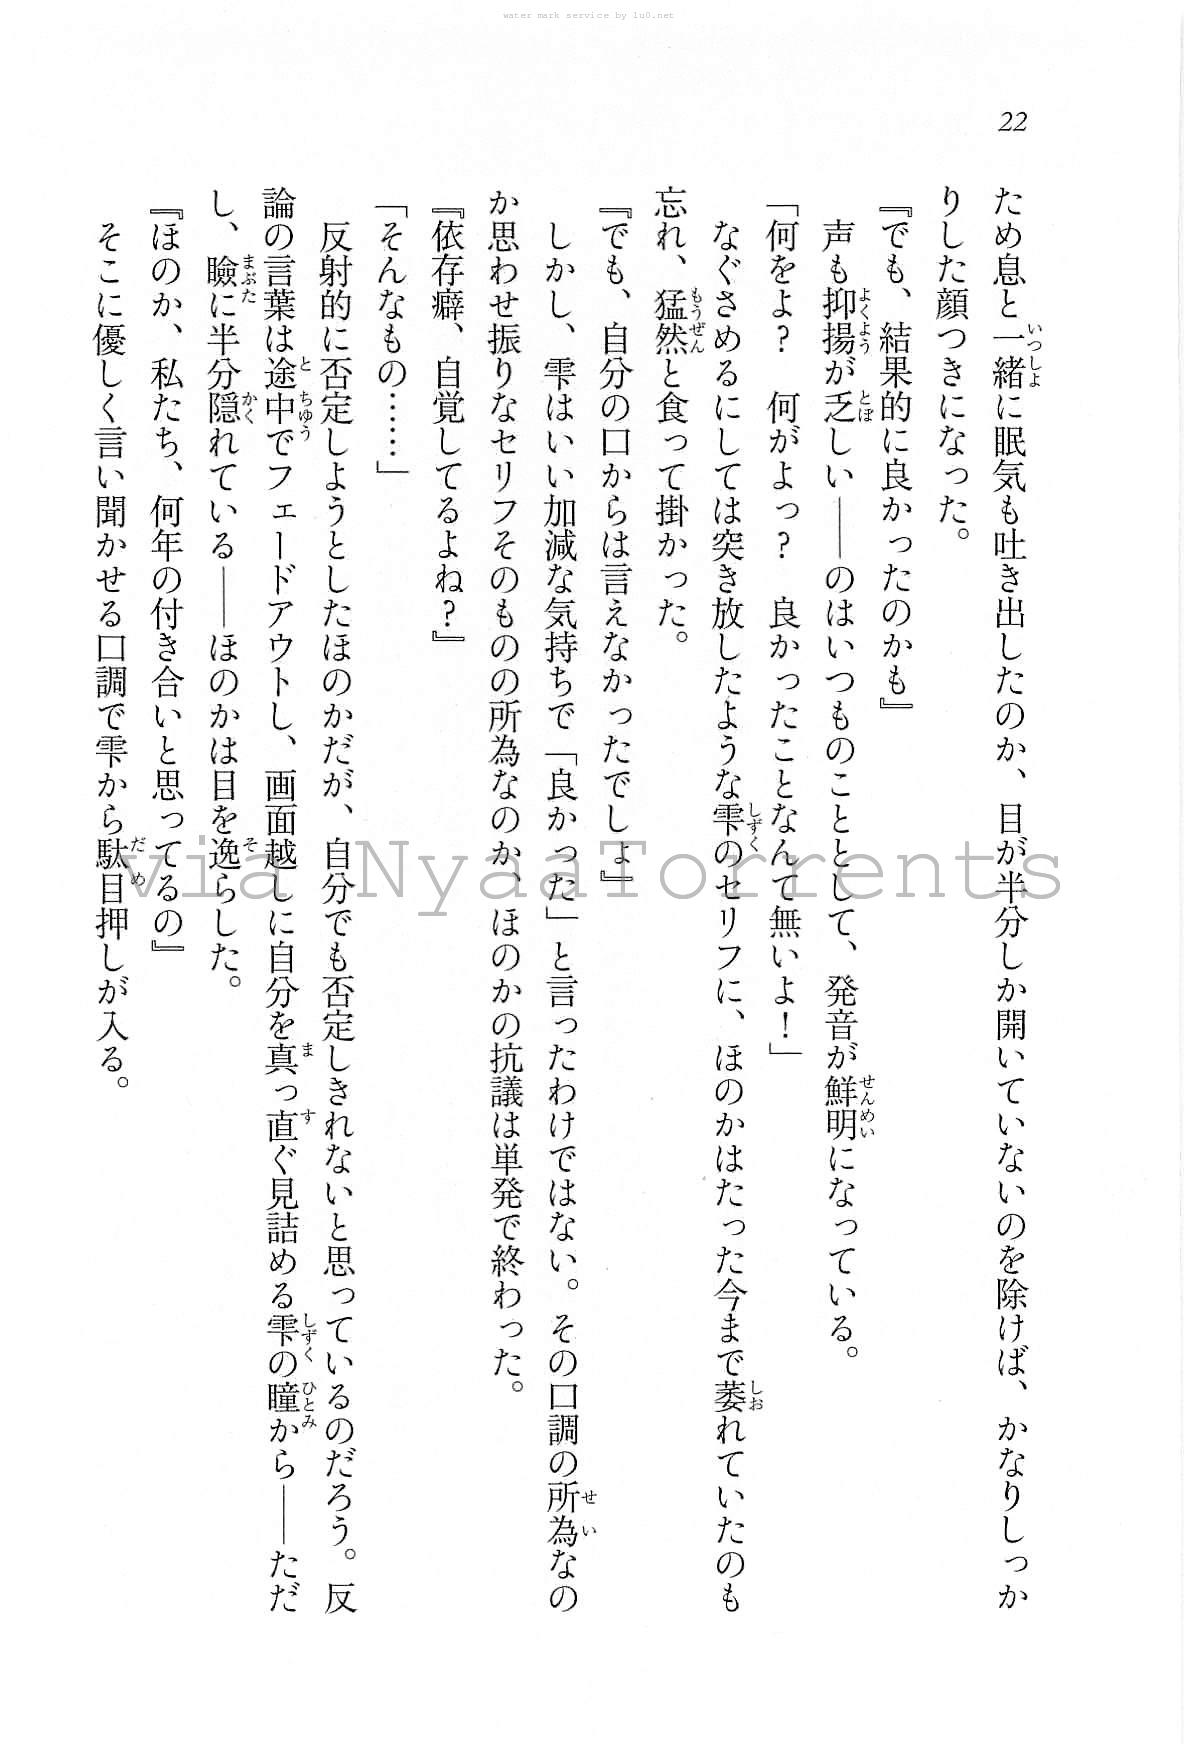 water mark service by lu0.net
22
ため息と一緒に眠気も吐き出したのか、目が半分しか開いていないのを除けば、かなりしっか
りした顔つきになった。
『でも、結果的に良かったのかも』
声も抑揚が乏しい――のはいつものこととして、発音が鮮明になっている。
「何をよ?　何がよっ?　良かったことなんて無いよ!」
なぐさめるにしては突き放したような雫のセリフに、ほのかはたった今まで萎れていたのも
忘れ、猛然と食って掛かった。
『でも、自分の口からは言えなかったでしょ』
しかし、雫はいい加減な気持ちで「良かった」と言ったわけではない。その口調の所為なの
か思わせ振りなセリフそのものの所為なのか、ほのかの抗議は単発で終わった。
『依存癖、自覚してるよね?』
「そんなもの……」
反射的に否定しようとしたほのかだが、自分でも否定しきれないと思っているのだろう。反
論の言葉は途中でフェードアウトし、画面越しに自分を真っ直ぐ見詰める雫の瞳から――ただ
し、瞼に半分隠れている――ほのかは目を逸らした。
『ほのか、私たち、何年の付き合いと思ってるの』
そこに優しく言い聞かせる口調で雫から駄目押しが入る。
via NyaaTorrents